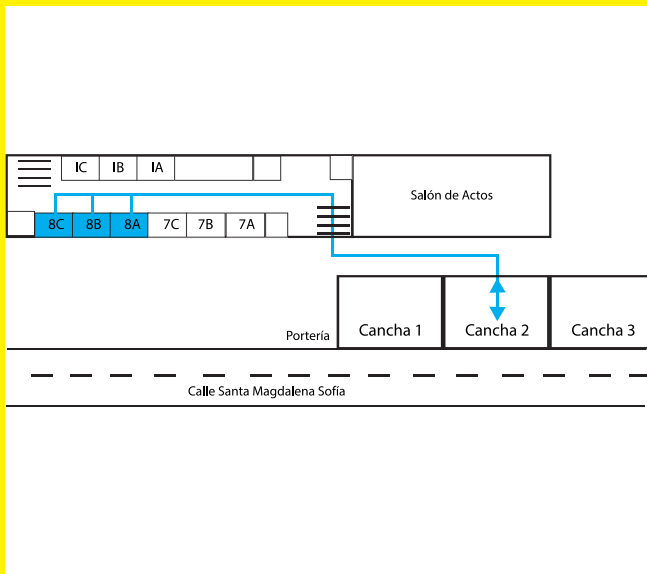 IC IB IA
Salón de Actos
8C 8B 8A 7C 7B 7A
Portería
Cancha 1 Cancha 2 Cancha 3
Calle Santa Magdalena Sofía